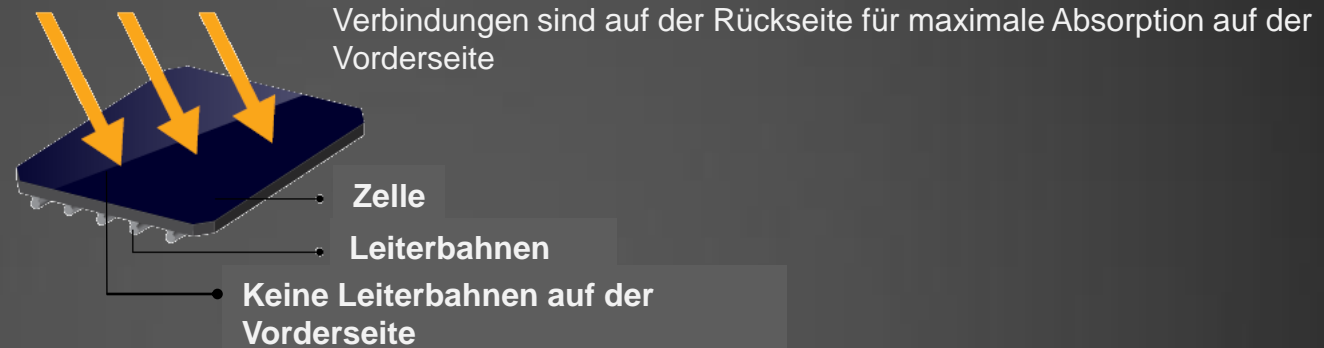 Verbindungen sind auf der Rückseite für maximale Absorption auf der
Vorderseite
Zelle
Leiterbahnen
Keine Leiterbahnen auf der
Vorderseite